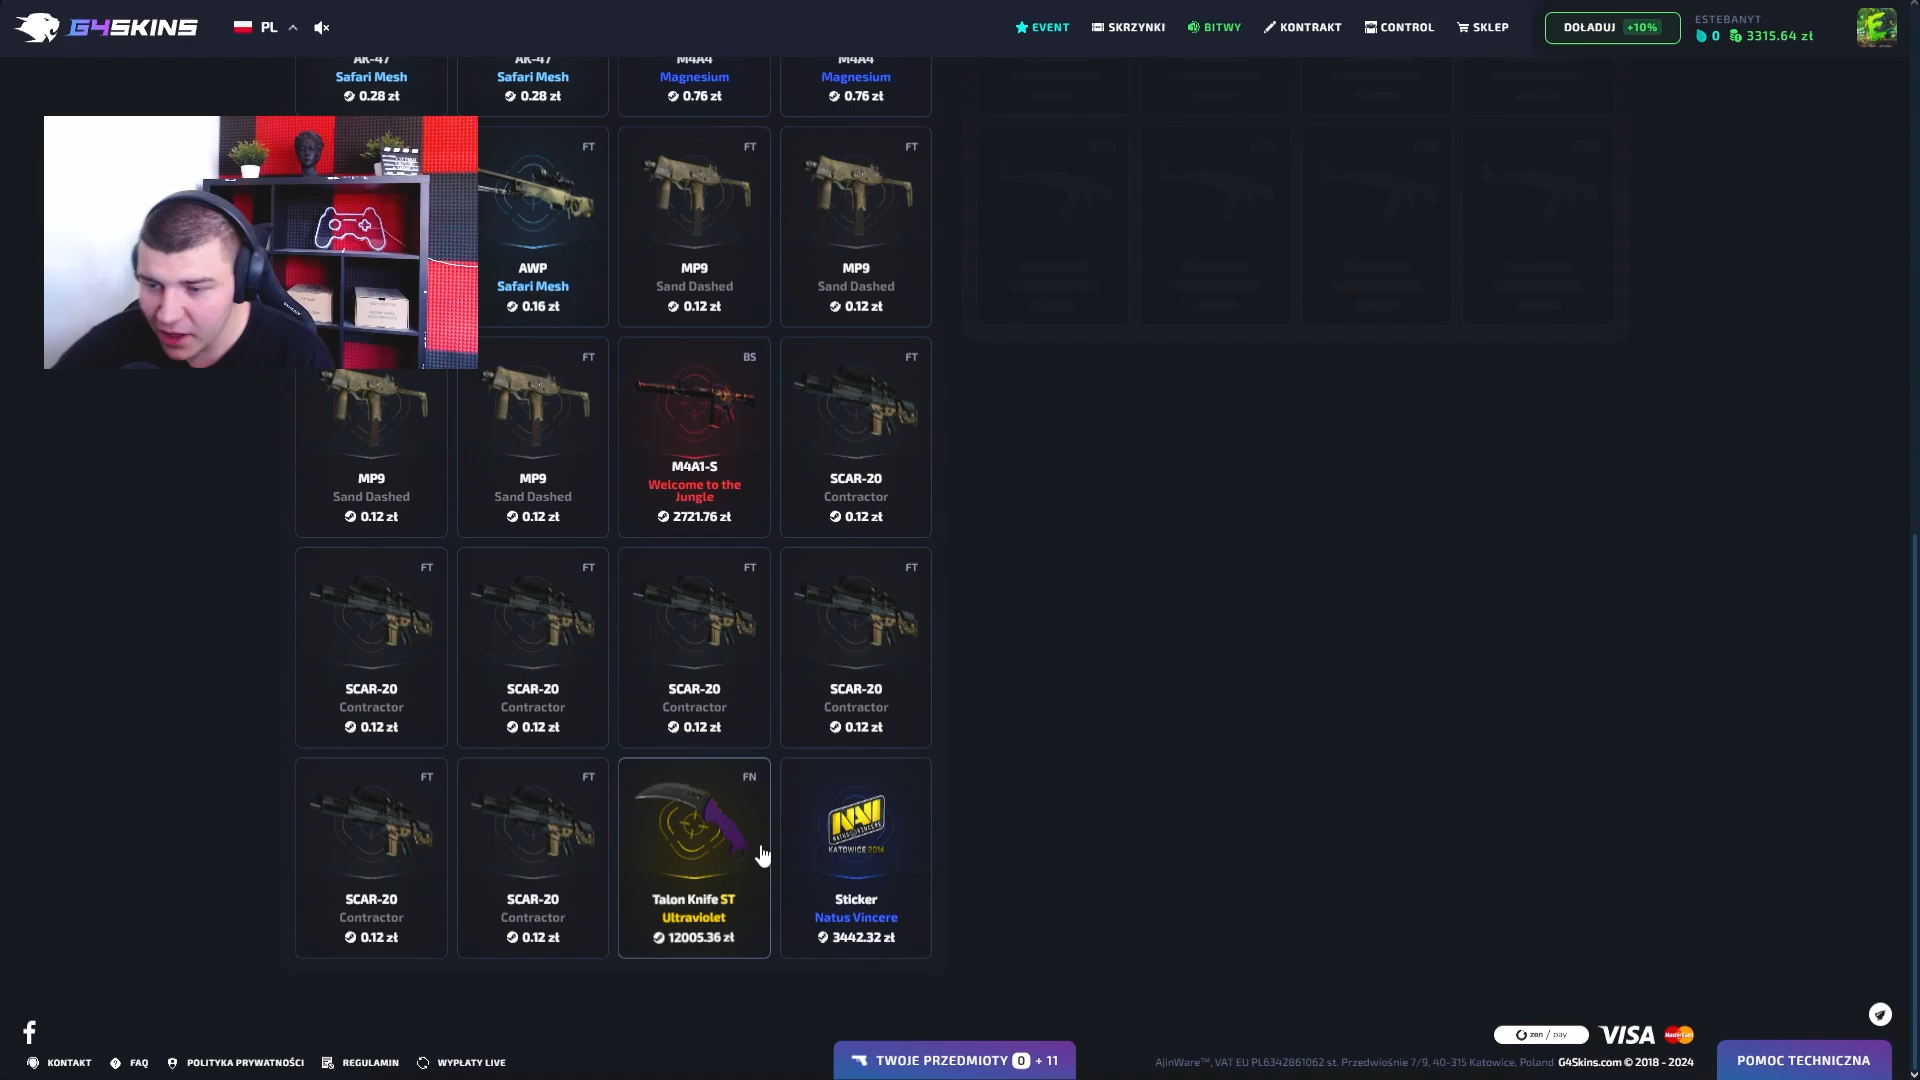 G4SKINS
PL
EVENT
SKRZYNKI
BITWY
KONTRAKT
CONTROL
SKLEP
DOŁADUJ +10%
ESTEBANYT
0 3315.64 zł
AK-47
Safari Mesh
0.28 zł
AK-47
Safari Mesh
0.28 zł
M4A4
Magnesium
0.76 zł
M4A4
Magnesium
0.76 zł
FT
AWP
Safari Mesh
0.16 zł
FT
MP9
Sand Dashed
0.12 zł
FT
MP9
Sand Dashed
0.12 zł
MP9
Sand Dashed
0.12 zł
FT
MP9
Sand Dashed
0.12 zł
BS
M4A1-S
Welcome to the
Jungle
2721.76 zł
FT
SCAR-20
Contractor
0.12 zł
FT
SCAR-20
Contractor
0.12 zł
FT
SCAR-20
Contractor
0.12 zł
FT
SCAR-20
Contractor
0.12 zł
FT
SCAR-20
Contractor
0.12 zł
FT
SCAR-20
Contractor
0.12 zł
FT
SCAR-20
Contractor
0.12 zł
FN
Talon Knife ST
Ultraviolet
12005.36 zł
NAVI
NATUS VINCERE
KATOWICE 2014
Sticker
Natus Vincere
3442.32 zł
zen / pay
VISA
MasterCard
KONTAKT
FAQ
POLITYKA PRYWATNOŚCI
REGULAMIN
WYPŁATY LIVE
TWOJE PRZEDMIOTY 0 + 11
AjinWare™, VAT EU PL6342861062 st. Przedwiośnie 7/9, 40-315 Katowice, Poland G4Skins.com © 2018 - 2024
POMOC TECHNICZNA